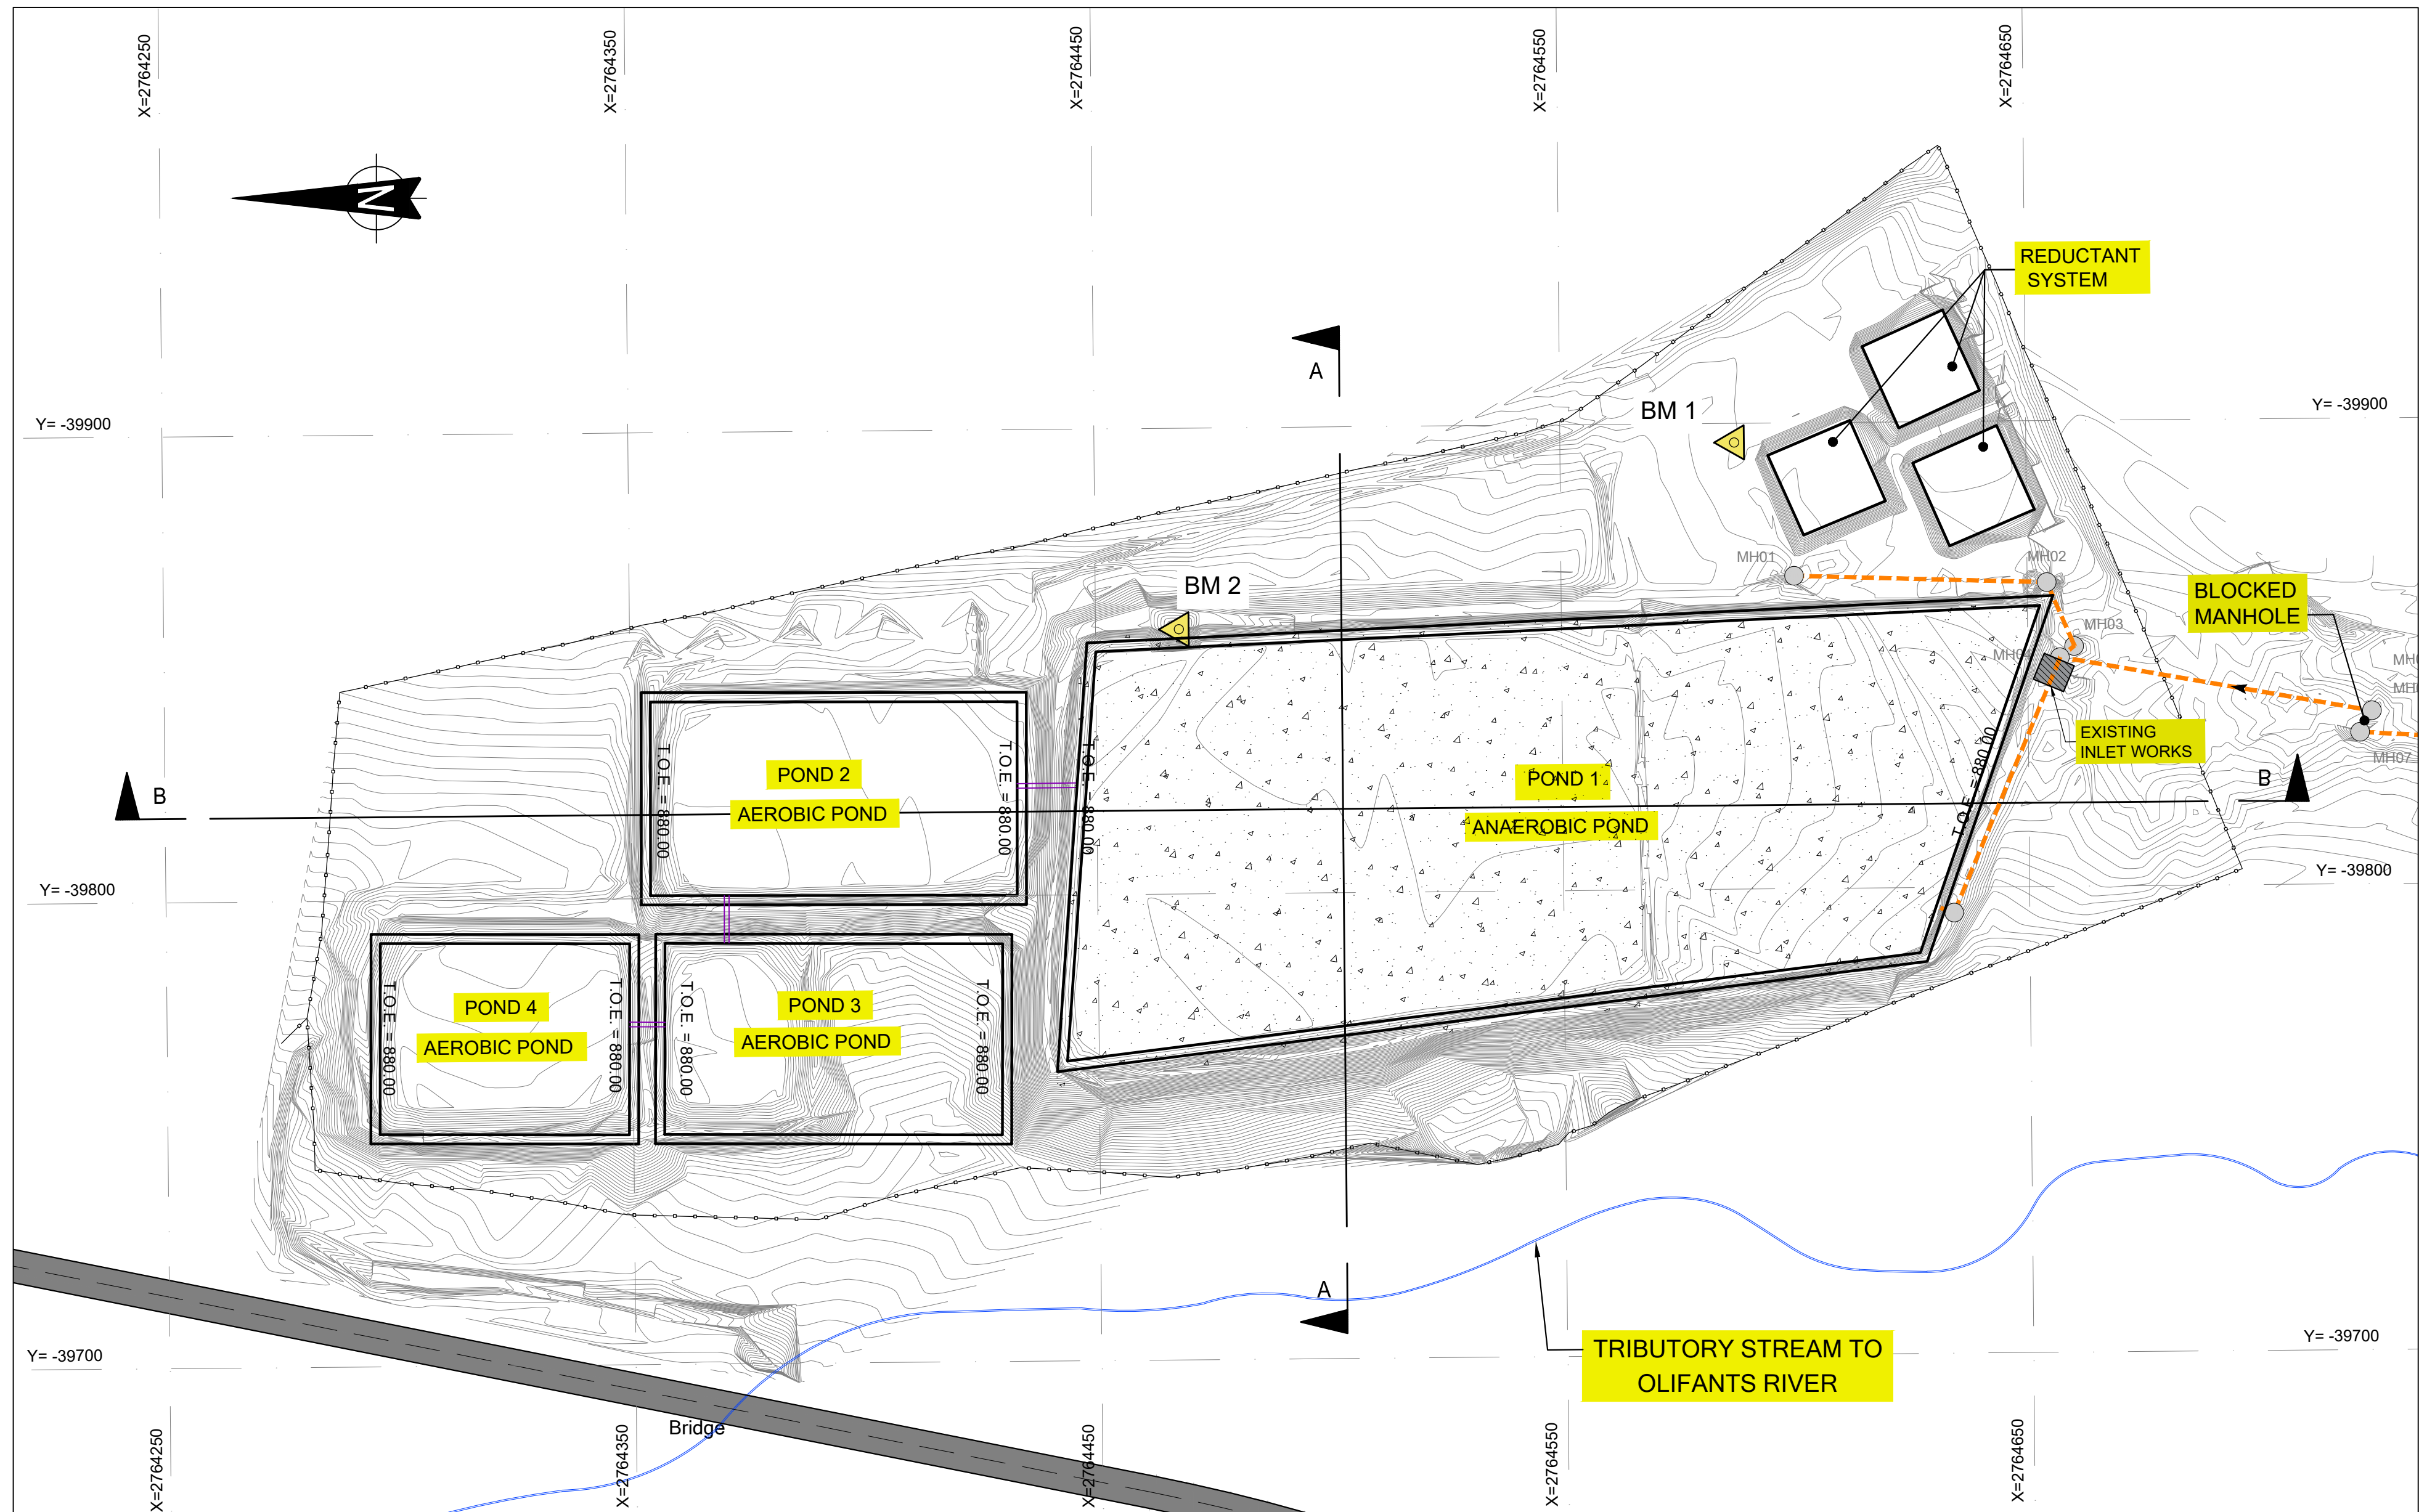 X=2764250
X=2764350
X=2764450
X=2764550
X=2764650
N
REDUCTANT
SYSTEM
A
BM 1
Y= -39900
Y= -39900
MH01
MH02
BM 2
BLOCKED
MANHOLE
MH03
MH07
EXISTING
INLET WORKS
T.O.E. = 880.00
T.O.E. = 880.00
T.O.E. = 880.00
T.O.E. = 880.00
POND 2
AEROBIC POND
POND 1
ANAEROBIC POND
B
B
Y= -39800
Y= -39800
T.O.E. = 880.00
T.O.E. = 880.00
T.O.E. = 880.00
T.O.E. = 880.00
POND 4
AEROBIC POND
POND 3
AEROBIC POND
A
TRIBUTORY STREAM TO
OLIFANTS RIVER
Y= -39700
Y= -39700
Bridge
X=2764250
X=2764350
X=2764450
X=2764550
X=2764650